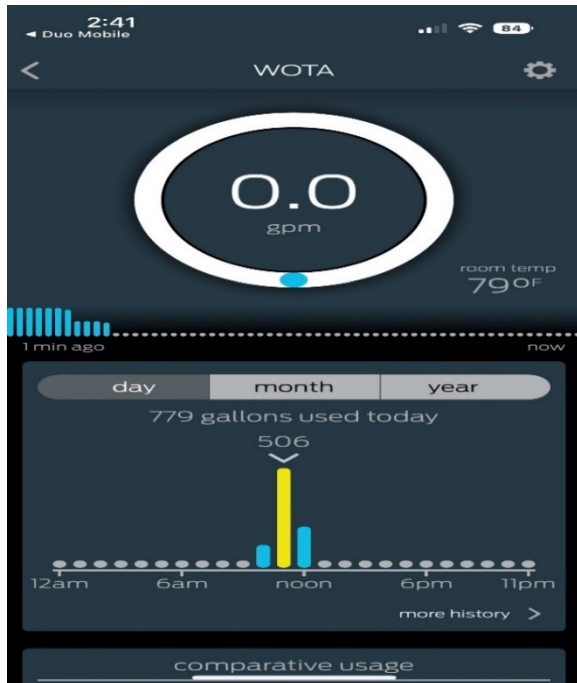 2:41
◄ Duo Mobile
84
WOTA
0.0
gpm
room temp
79°F
1 min ago now
day month year
779 gallons used today
506
12am 6am noon 6pm 11pm
more history >
comparative usage